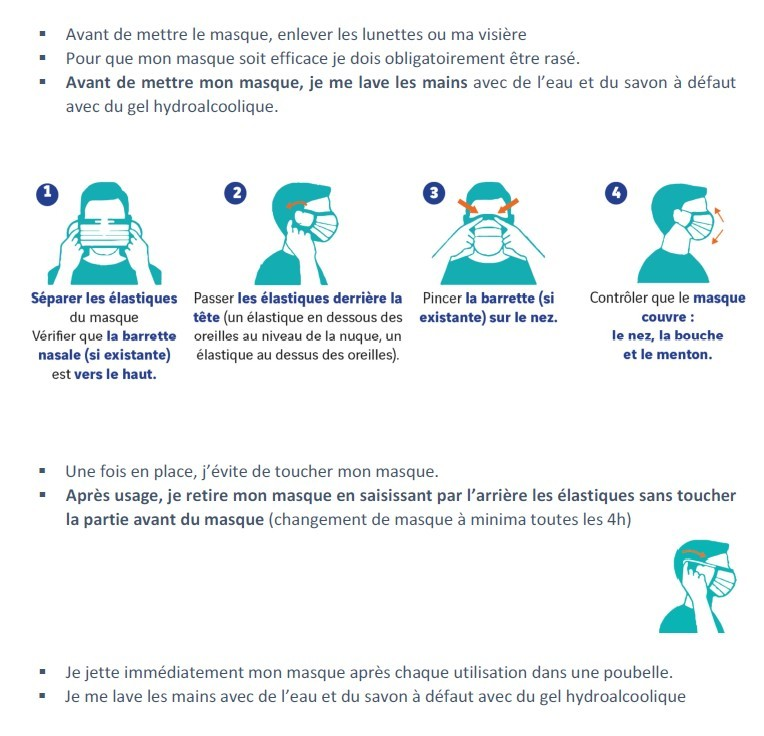 ▪ Avant de mettre le masque, enlever les lunettes ou ma visière
▪ Pour que mon masque soit efficace je dois obligatoirement être rasé.
▪ Avant de mettre mon masque, je me lave les mains avec de l’eau et du savon à défaut
avec du gel hydroalcoolique.
1
Séparer les élastiques
du masque
Vérifier que la barrette
nasale (si existante)
est vers le haut.
2
Passer les élastiques derrière la
tête (un élastique en dessous des
oreilles au niveau de la nuque, un
élastique au dessus des oreilles).
3
Pincer la barrette (si
existante) sur le nez.
4
Contrôler que le masque
couvre :
le nez, la bouche
et le menton.
▪ Une fois en place, j’évite de toucher mon masque.
▪ Après usage, je retire mon masque en saisissant par l’arrière les élastiques sans toucher
la partie avant du masque (changement de masque à minima toutes les 4h)
▪ Je jette immédiatement mon masque après chaque utilisation dans une poubelle.
▪ Je me lave les mains avec de l’eau et du savon à défaut avec du gel hydroalcoolique